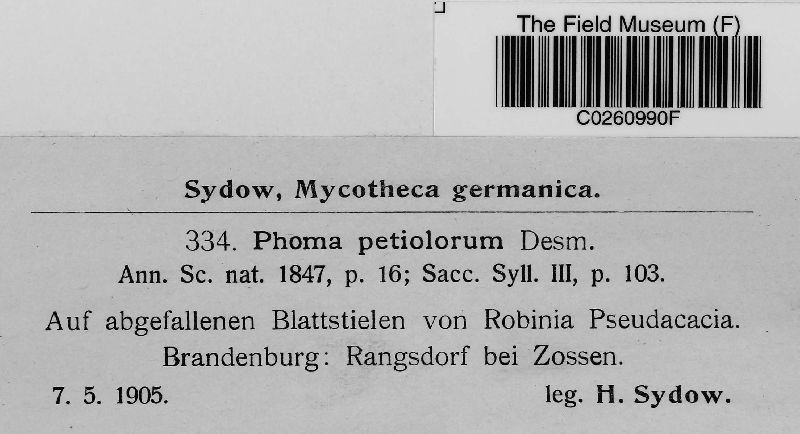 The Field Museum (F)
C0260990F
Sydow, Mycotheca germanica.
334. Phoma petiolorum Desm.
Ann. Sc. nat. 1847, p. 16; Sacc. Syll. III, p. 103.
Auf abgefallenen Blattstielen von Robinia Pseudacacia.
Brandenburg: Rangsdorf bei Zossen.
7. 5. 1905. leg. H. Sydow.